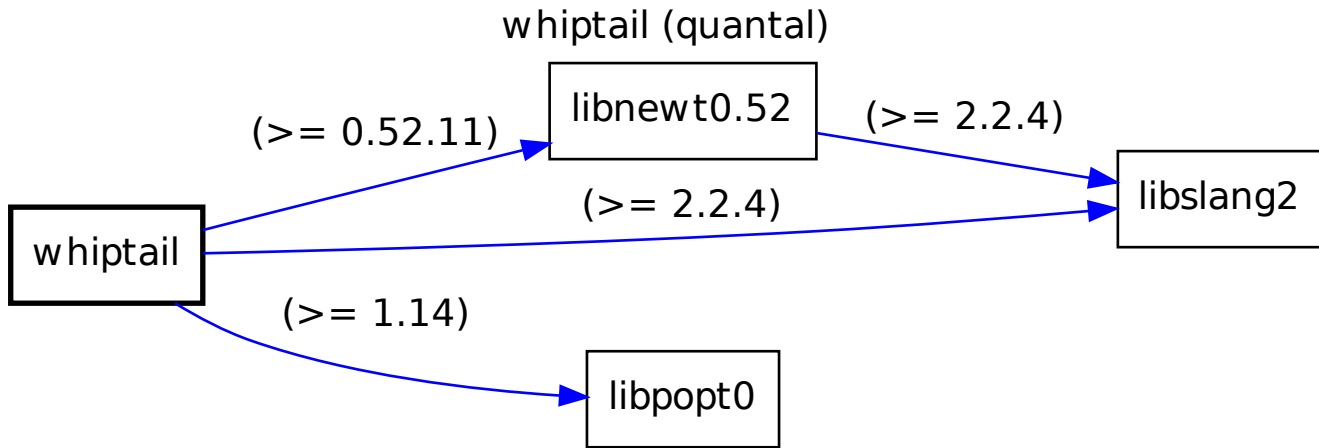 whiptail (quantal)
libnewt0.52
(>= 2.2.4)
(>= 0.52.11)
libslang2
(>= 2.2.4)
whiptail
(>= 1.14)
libpopt0